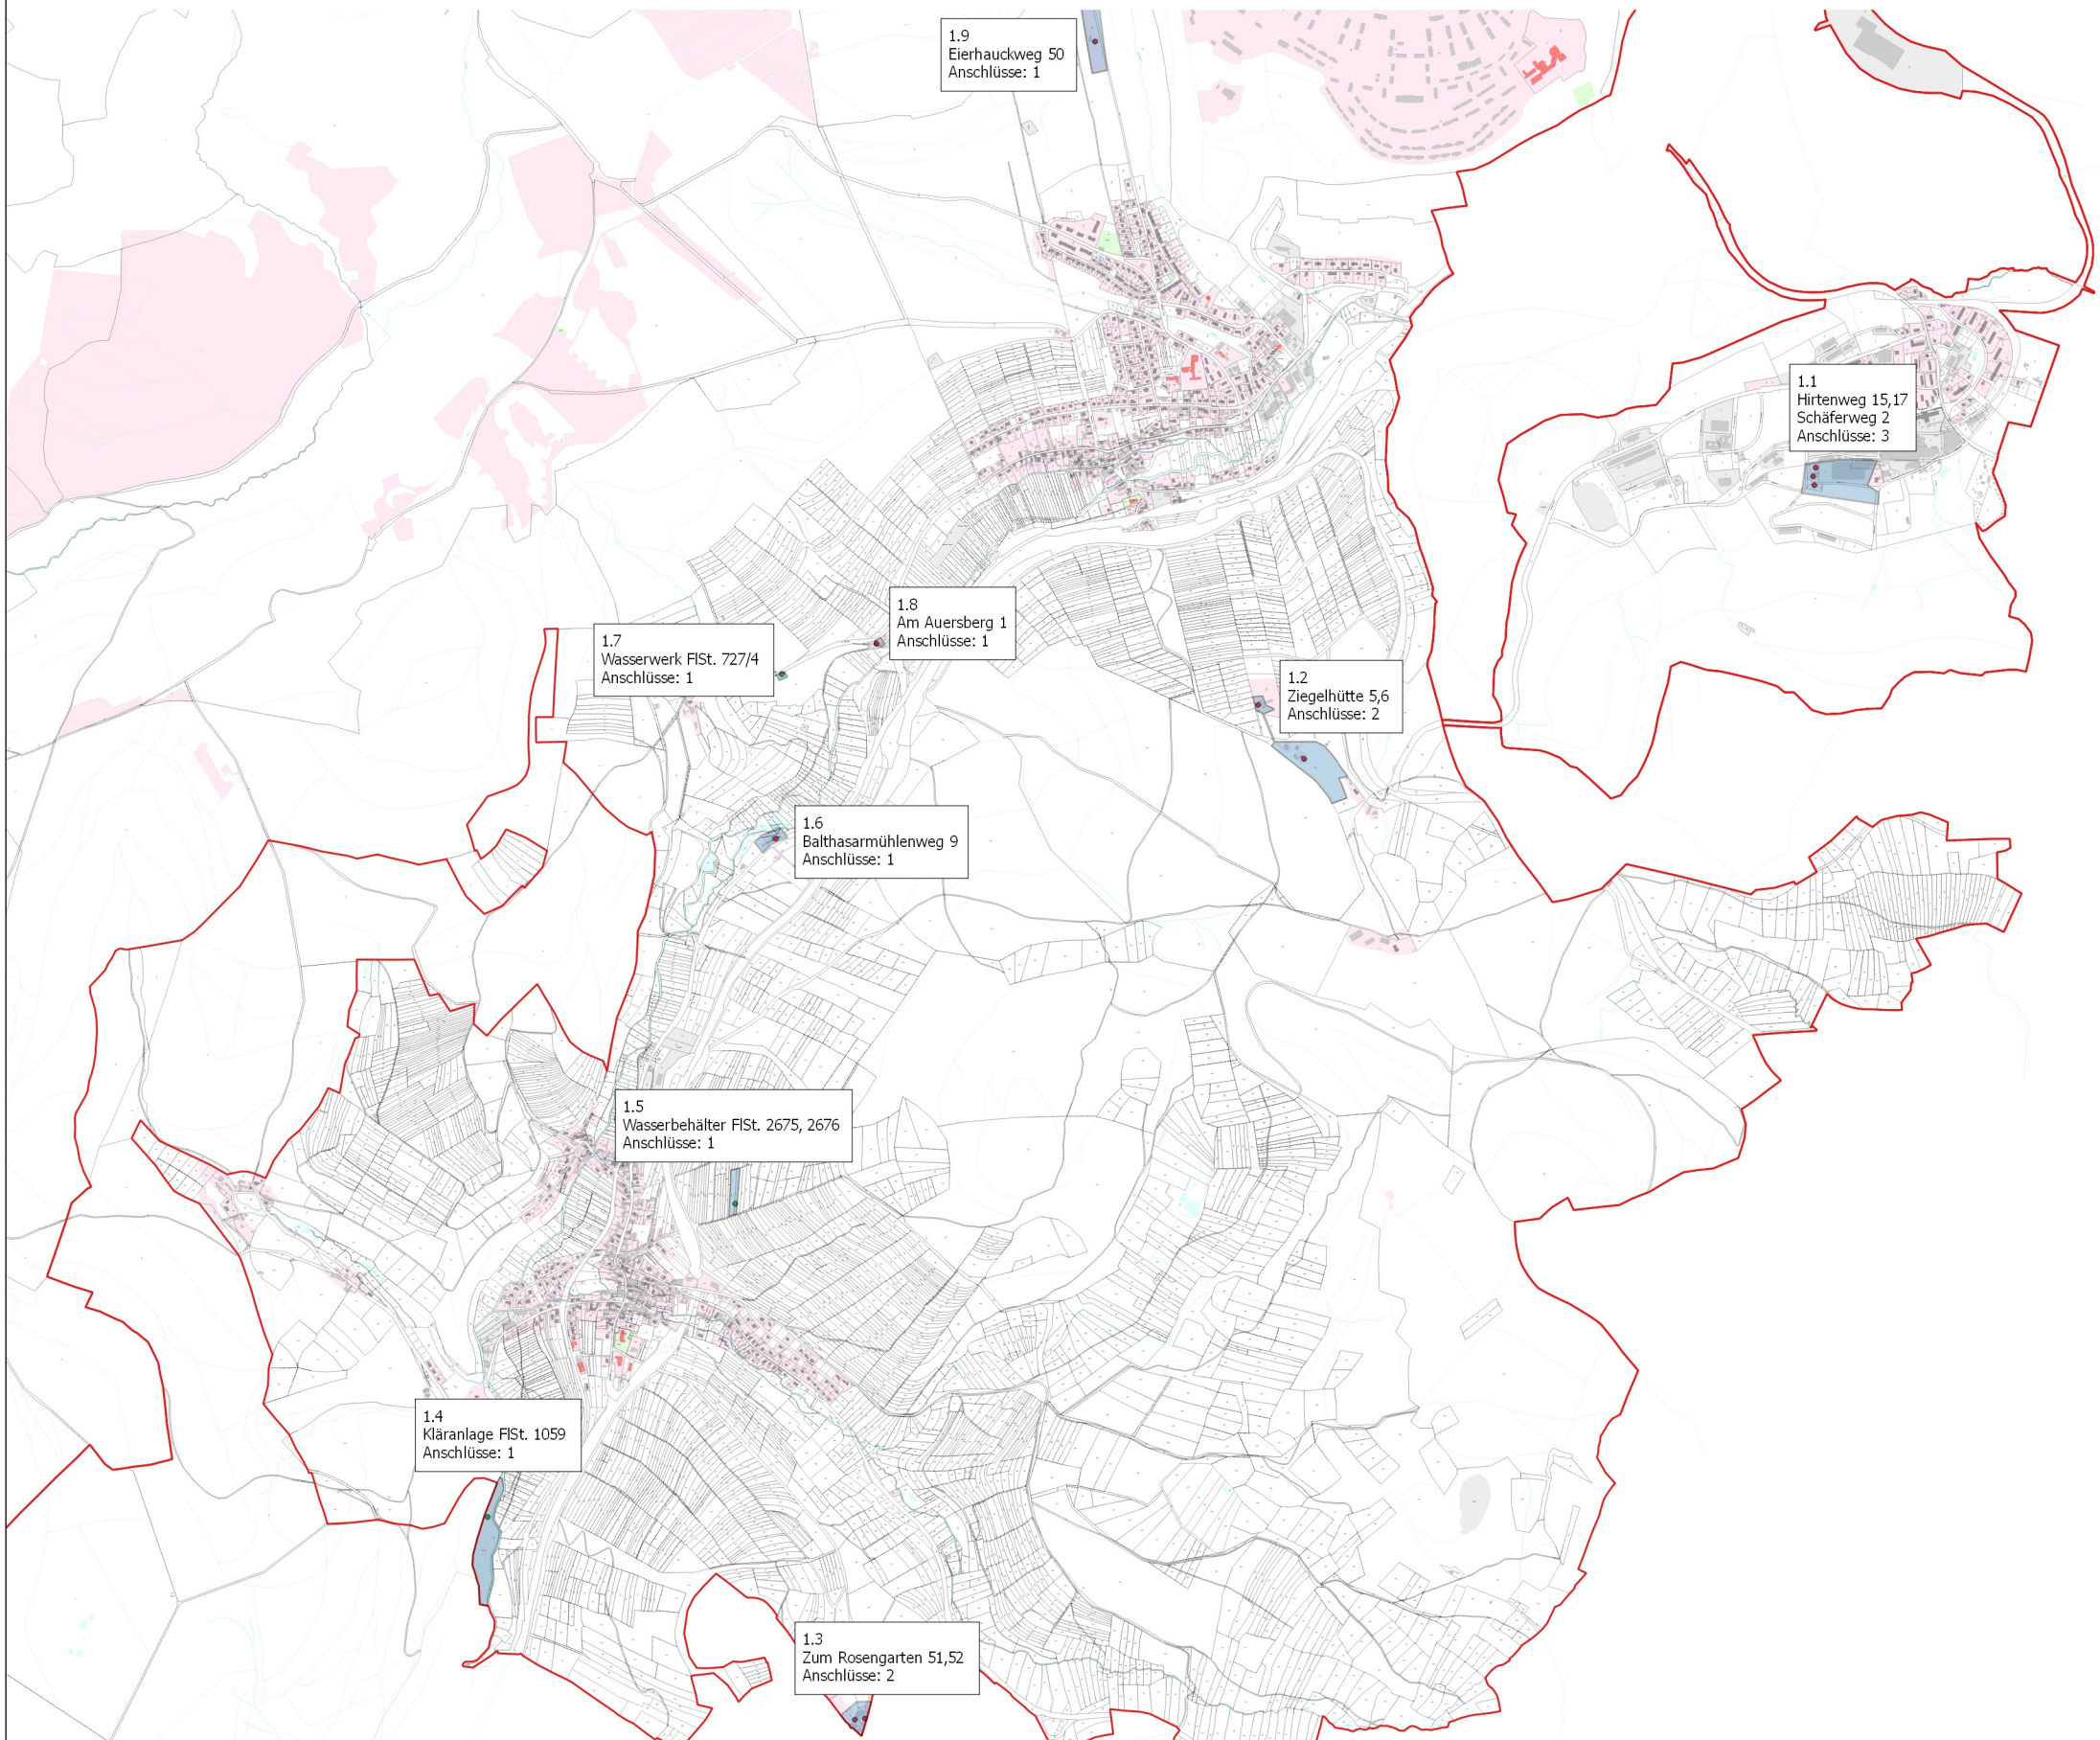 1.9
Eierhauckweg 50
Anschlüsse: 1
1.1
Hirtenweg 15,17
Schäferweg 2
Anschlüsse: 3
1.8
Am Auersberg 1
Anschlüsse: 1
1.7
Wasserwerk FlSt. 727/4
Anschlüsse: 1
1.2
Ziegelhütte 5,6
Anschlüsse: 2
1.6
Balthasarmühlenweg 9
Anschlüsse: 1
1.5
Wasserbehälter FlSt. 2675, 2676
Anschlüsse: 1
1.4
Kläranlage FlSt. 1059
Anschlüsse: 1
1.3
Zum Rosengarten 51,52
Anschlüsse: 2